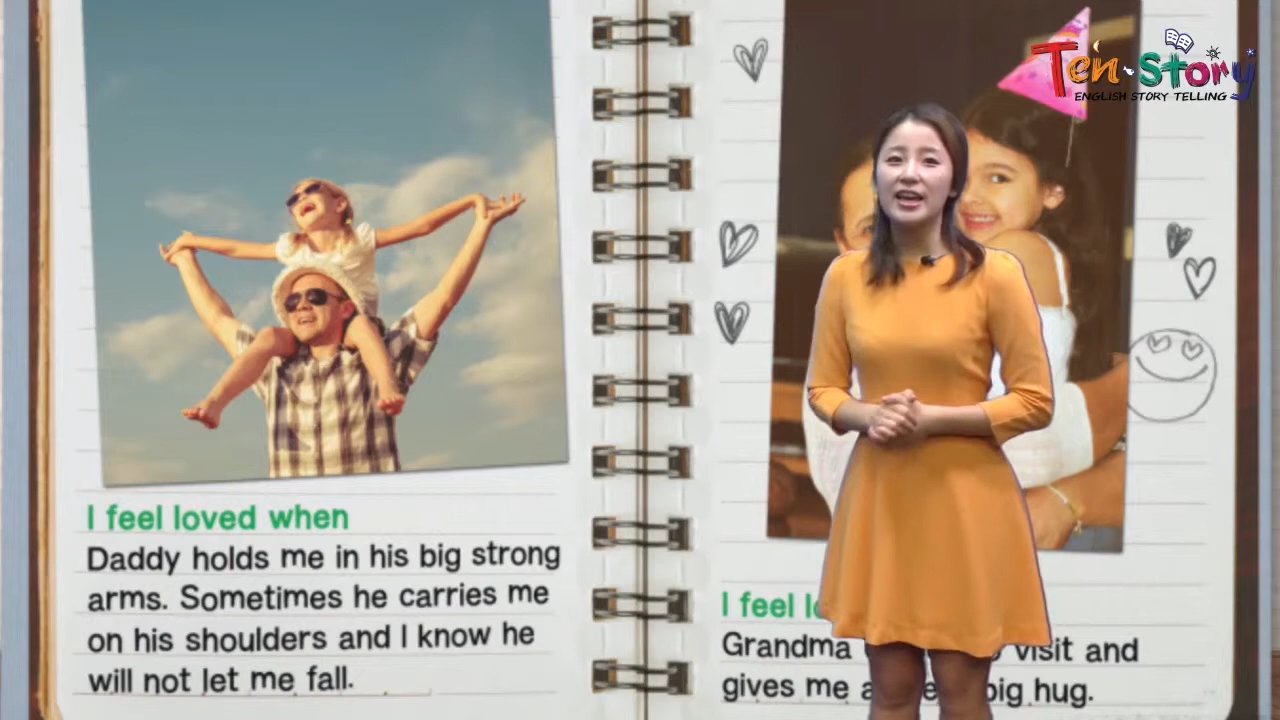 Ten-Story
ENGLISH STORY TELLING
I feel loved when
Daddy holds me in his big strong
arms. Sometimes he carries me
on his shoulders and I know he
will not let me fall.
I feel
Grandma visit and
gives me big hug.